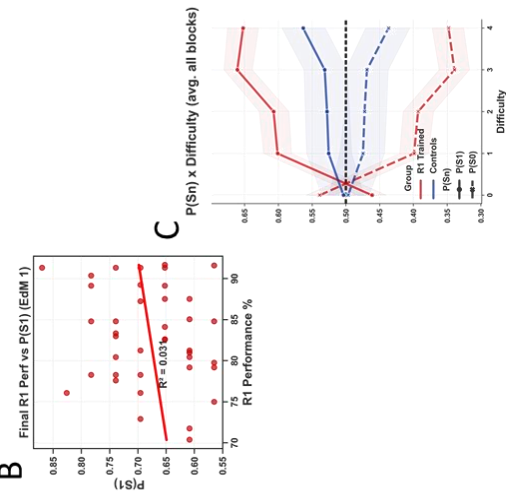 B
Final R1 Perf vs P(S1) (EdM 1)
P(S1)
0.85
0.80
0.75
0.70
0.65
0.60
0.55
R² = 0.031
70
75
80
85
90
R1 Performance %
C
P(Sn) x Difficulty (avg. all blocks)
0.65
0.60
0.55
0.50
0.45
0.40
0.35
0.30
Group
R1 Trained
Controls
P(Sn)
P(S1)
P(S0)
0
1
2
3
4
Difficulty